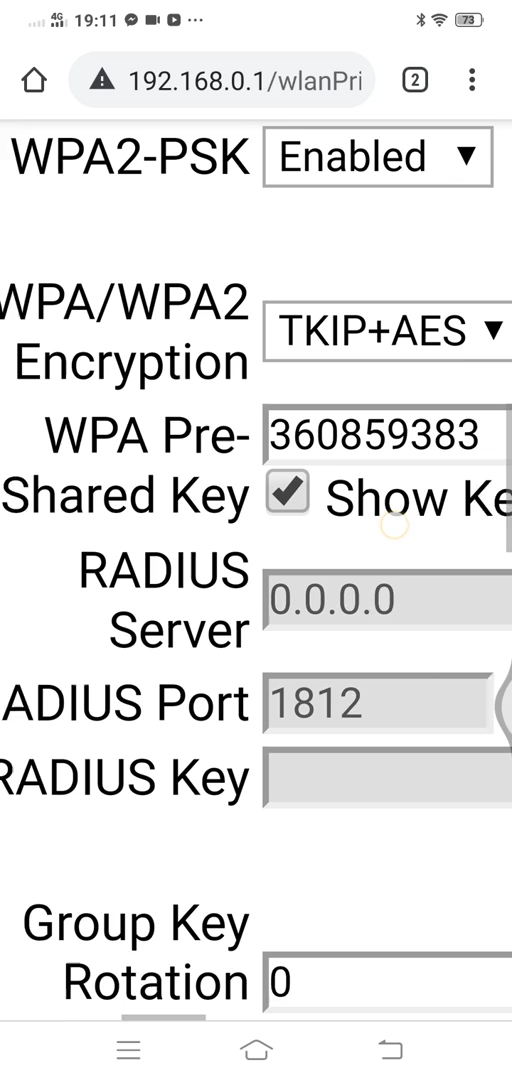 4G 19:11 73
192.168.0.1/wlanPri 2
WPA2-PSK Enabled
WPA/WPA2
Encryption TKIP+AES
WPA Pre-
Shared Key 360859383
Show Ke
RADIUS
Server 0.0.0.0
ADIUS Port 1812
RADIUS Key
Group Key
Rotation 0